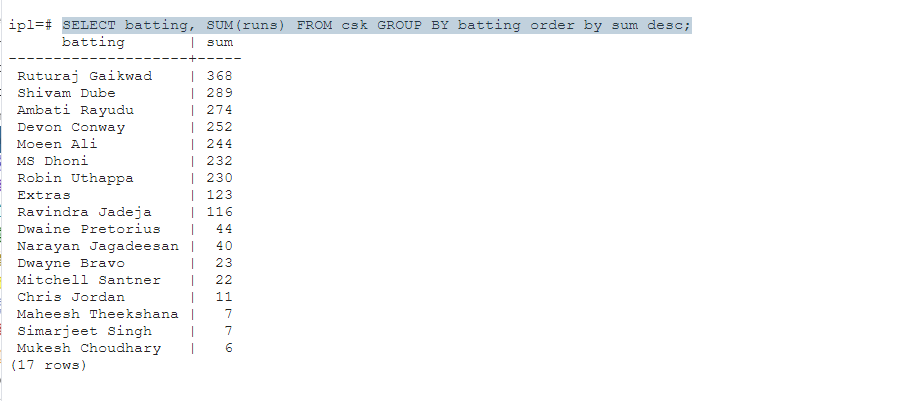 ipl=# SELECT batting, SUM(runs) FROM csk GROUP BY batting order by sum desc;
      batting       | sum
--------------------+-----
 Ruturaj Gaikwad    | 368
 Shivam Dube        | 289
 Ambati Rayudu      | 274
 Devon Conway       | 252
 Moeen Ali          | 244
 MS Dhoni           | 232
 Robin Uthappa      | 230
 Extras             | 123
 Ravindra Jadeja    | 116
 Dwaine Pretorius   |  44
 Narayan Jagadeesan |  40
 Dwayne Bravo       |  23
 Mitchell Santner   |  22
 Chris Jordan       |  11
 Maheesh Theekshana |   7
 Simarjeet Singh    |   7
 Mukesh Choudhary   |   6
(17 rows)